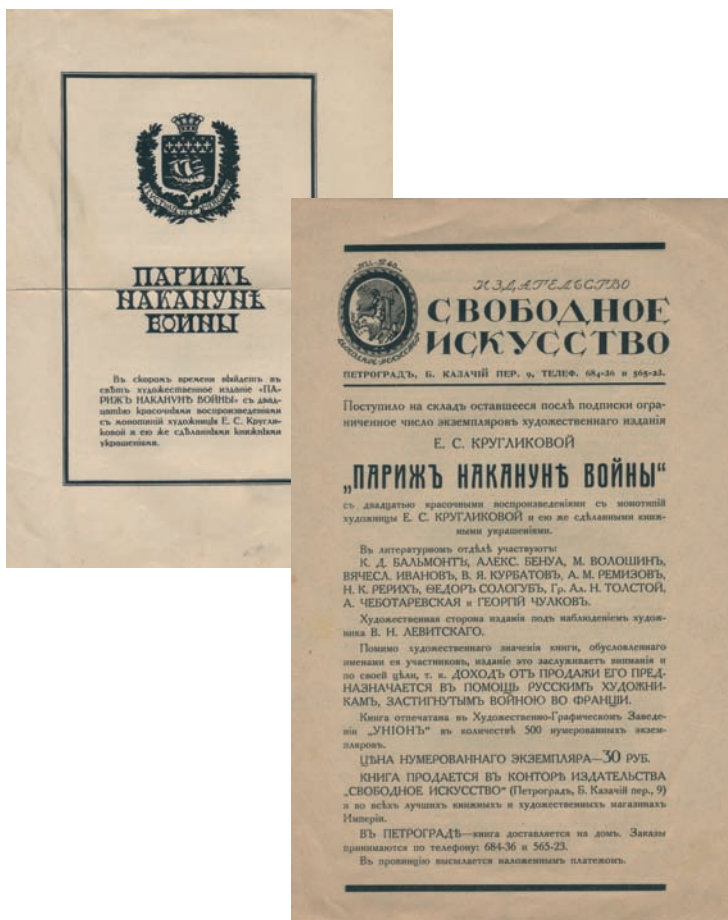 ПАРИЖЪ
НАКАНУНѢ
ВОЙНЫ
Въ скоромъ времени выйдетъ въ
свѣтъ художественное издание «ПА-
РИЖЪ НАКАНУНѢ ВОЙНЫ» съ двад-
цатью красочными воспроизведениями
съ монотипий художницы Е. С. Кругли-
ковой и ею же сдѣланными книжными
украшениями.
ИЗДАТЕЛЬСТВО
СВОБОДНОЕ
ИСКУССТВО
ПЕТРОГРАДЪ, Б. КАЗАЧІЙ ПЕР. 9, ТЕЛЕФ. 684-36 и 565-23.
Поступило на складъ оставшееся послѣ подписки огра-
ниченное число экземпляровъ художественнаго изданія
Е. С. КРУГЛИКОВОЙ
„ПАРИЖЪ НАКАНУНѢ ВОЙНЫ“
съ двадцатью красочными воспроизведеніями съ монотипій
художницы Е. С. КРУГЛИКОВОЙ и ею же сдѣланными книж-
ными украшеніями.
Въ литературномъ отдѣлѣ участвуютъ:
К. Д. БАЛЬМОНТЪ, АЛЕКС. БЕНУА, М. ВОЛОШИНЪ,
ВЯЧЕСЛ. ИВАНОВЪ, В. Я. КУРБАТОВЪ, А. М. РЕМИЗОВЪ,
Н. К. РЕРИХЪ, ѲЕДОРЪ СОЛОГУБЪ, Гр. Ал. Н. ТОЛСТОЙ,
А. ЧЕБОТАРЕВСКАЯ и ГЕОРГІЙ ЧУЛКОВЪ.
Художественная сторона изданія подъ наблюденіемъ худож-
ника В. Н. ЛЕВИТСКАГО.
Помимо художественнаго значенія книги, обусловленнаго
именами ея участниковъ, изданіе это заслуживаетъ вниманія и
по своей цѣли, т. к. ДОХОДЪ ОТЪ ПРОДАЖИ ЕГО ПРЕД-
НАЗНАЧАЕТСЯ ВЪ ПОМОЩЬ РУССКИМЪ ХУДОЖНИ-
КАМЪ, ЗАСТИГНУТЫМЪ ВОЙНОЮ ВО ФРАНЦІИ.
Книга отпечатана въ Художественно-Графическомъ Заведе-
ніи „УНІОНЪ“ въ количествѣ 500 нумерованныхъ экзем-
пляровъ.
ЦѢНА НУМЕРОВАННАГО ЭКЗЕМПЛЯРА—30 РУБ.
КНИГА ПРОДАЕТСЯ ВЪ КОНТОРѢ ИЗДАТЕЛЬСТВА
„СВОБОДНОЕ ИСКУССТВО“ (Петроградъ, Б. Казачій пер., 9)
и во всѣхъ лучшихъ книжныхъ и художественныхъ магазинахъ
Имперіи.
ВЪ ПЕТРОГРАДѢ—книга доставляется на домъ. Заказы
принимаются по телефону: 684-36 и 565-23.
Въ провинцію высылается наложеннымъ платежомъ.